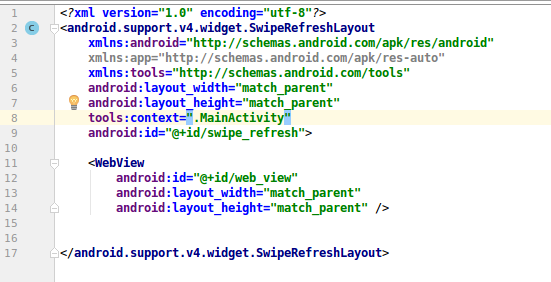 1 <?xml version="1.0" encoding="utf-8"?>
2 C <android.support.v4.widget.SwipeRefreshLayout
3 xmlns:android="http://schemas.android.com/apk/res/android"
4 xmlns:app="http://schemas.android.com/apk/res-auto"
5 xmlns:tools="http://schemas.android.com/tools"
6 android:layout_width="match_parent"
7 android:layout_height="match_parent"
8 tools:context=".MainActivity"
9 android:id="@+id/swipe_refresh">
10
11 <WebView
12 android:id="@+id/web_view"
13 android:layout_width="match_parent"
14 android:layout_height="match_parent" />
15
16
17 </android.support.v4.widget.SwipeRefreshLayout>